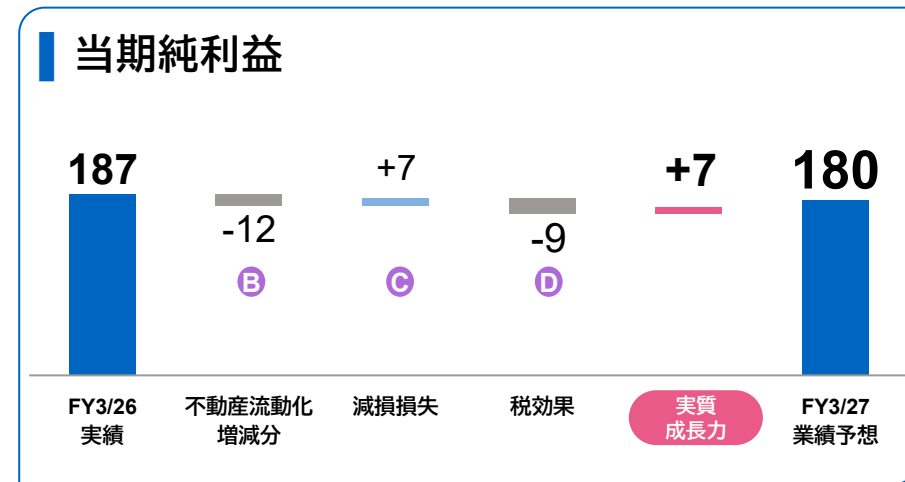 当期純利益
187
-12
+7
-9
+7
180
B
C
D
FY3/26
実績
不動産流動化
増減分
減損損失
税効果
実質
成長力
FY3/27
業績予想